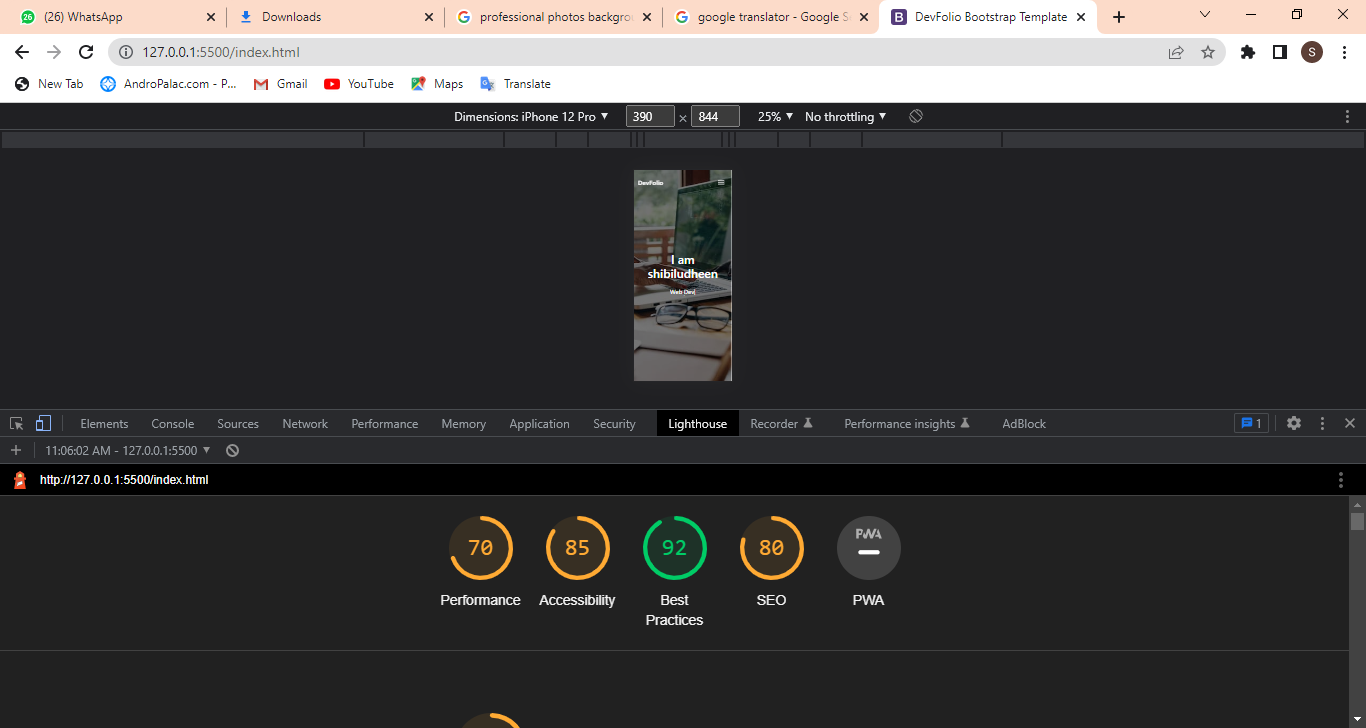 26 (26) WhatsApp Downloads professional photos backgrou google translator - Google S DevFolio Bootstrap Template
127.0.0.1:5500/index.html S
New Tab AndroPalac.com - P... Gmail YouTube Maps Translate
Dimensions: iPhone 12 Pro 390 × 844 25% No throttling
DevFolio
I am
shibiludheen
Web Dev|
Elements Console Sources Network Performance Memory Application Security Lighthouse Recorder Performance insights AdBlock 1
11:06:02 AM - 127.0.0.1:5500
http://127.0.0.1:5500/index.html
70 85 92 80 PWA
Performance Accessibility Best Practices SEO PWA